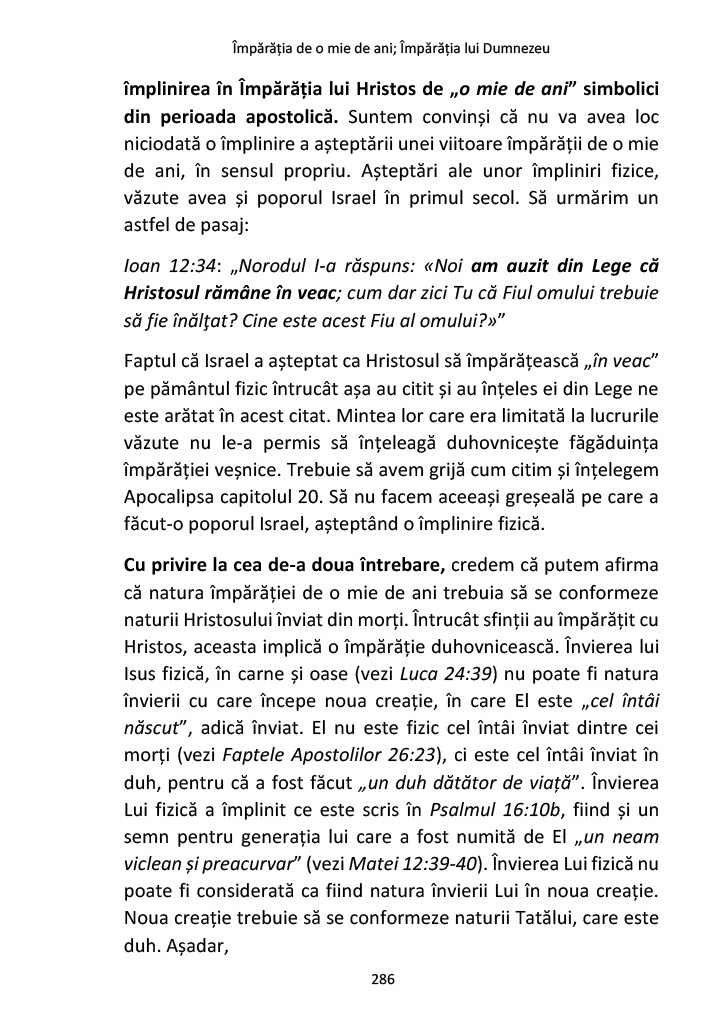 Împărăția de o mie de ani; Împărăția lui Dumnezeu
împlinirea în Împărăția lui Hristos de „o mie de ani” simbolici
din perioada apostolică. Suntem convinși că nu va avea loc
niciodată o împlinire a așteptării unei viitoare împărății de o mie
de ani, în sensul propriu. Așteptări ale unor împliniri fizice,
văzute avea și poporul Israel în primul secol. Să urmărim un
astfel de pasaj:
Ioan 12:34: „Norodul I-a răspuns: «Noi am auzit din Lege că
Hristosul rămâne în veac; cum dar zici Tu că Fiul omului trebuie
să fie înălţat? Cine este acest Fiu al omului?»”
Faptul că Israel a așteptat ca Hristosul să împărățească „în veac”
pe pământul fizic întrucât așa au citit și au înțeles ei din Lege ne
este arătat în acest citat. Mintea lor care era limitată la lucrurile
văzute nu le-a permis să înțeleagă duhovnicește făgăduința
împărăției veșnice. Trebuie să avem grijă cum citim și înțelegem
Apocalipsa capitolul 20. Să nu facem aceeași greșeală pe care a
făcut-o poporul Israel, așteptând o împlinire fizică.
Cu privire la cea de-a doua întrebare, credem că putem afirma
că natura împărăției de o mie de ani trebuia să se conformeze
naturii Hristosului înviat din morți. Întrucât sfinții au împărățit cu
Hristos, aceasta implică o împărăție duhovnicească. Învierea lui
Isus fizică, în carne și oase (vezi Luca 24:39) nu poate fi natura
învierii cu care începe noua creație, în care El este „cel întâi
născut”, adică înviat. El nu este fizic cel întâi înviat dintre cei
morți (vezi Faptele Apostolilor 26:23), ci este cel întâi înviat în
duh, pentru că a fost făcut „un duh dătător de viață”. Învierea
Lui fizică a împlinit ce este scris în Psalmul 16:10b, fiind și un
semn pentru generația lui care a fost numită de El „un neam
viclean și preacurvar” (vezi Matei 12:39-40). Învierea Lui fizică nu
poate fi considerată ca fiind natura învierii Lui în noua creație.
Noua creație trebuie să se conformeze naturii Tatălui, care este
duh. Așadar,
286